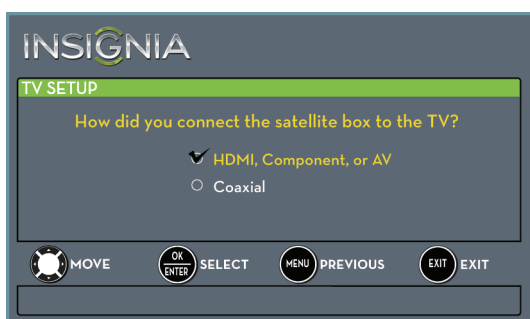 INSIGNIA
TV SETUP
How did you connect the satellite box to the TV?
HDMI, Component, or AV
Coaxial
MOVE OK ENTER SELECT MENU PREVIOUS EXIT EXIT